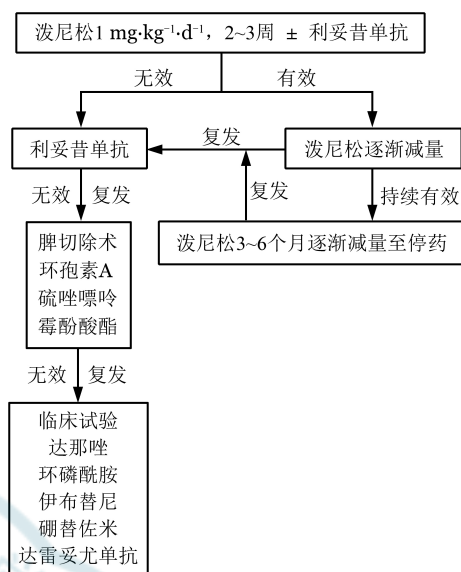 泼尼松1 mg·kg⁻¹·d⁻¹，2~3周 ± 利妥昔单抗
无效
有效
利妥昔单抗
复发
泼尼松逐渐减量
无效
复发
复发
持续有效
泼尼松3~6个月逐渐减量至停药
脾切除术
环孢素A
硫唑嘌呤
霉酚酸酯
无效
复发
临床试验
达那唑
环磷酰胺
伊布替尼
硼替佐米
达雷妥尤单抗